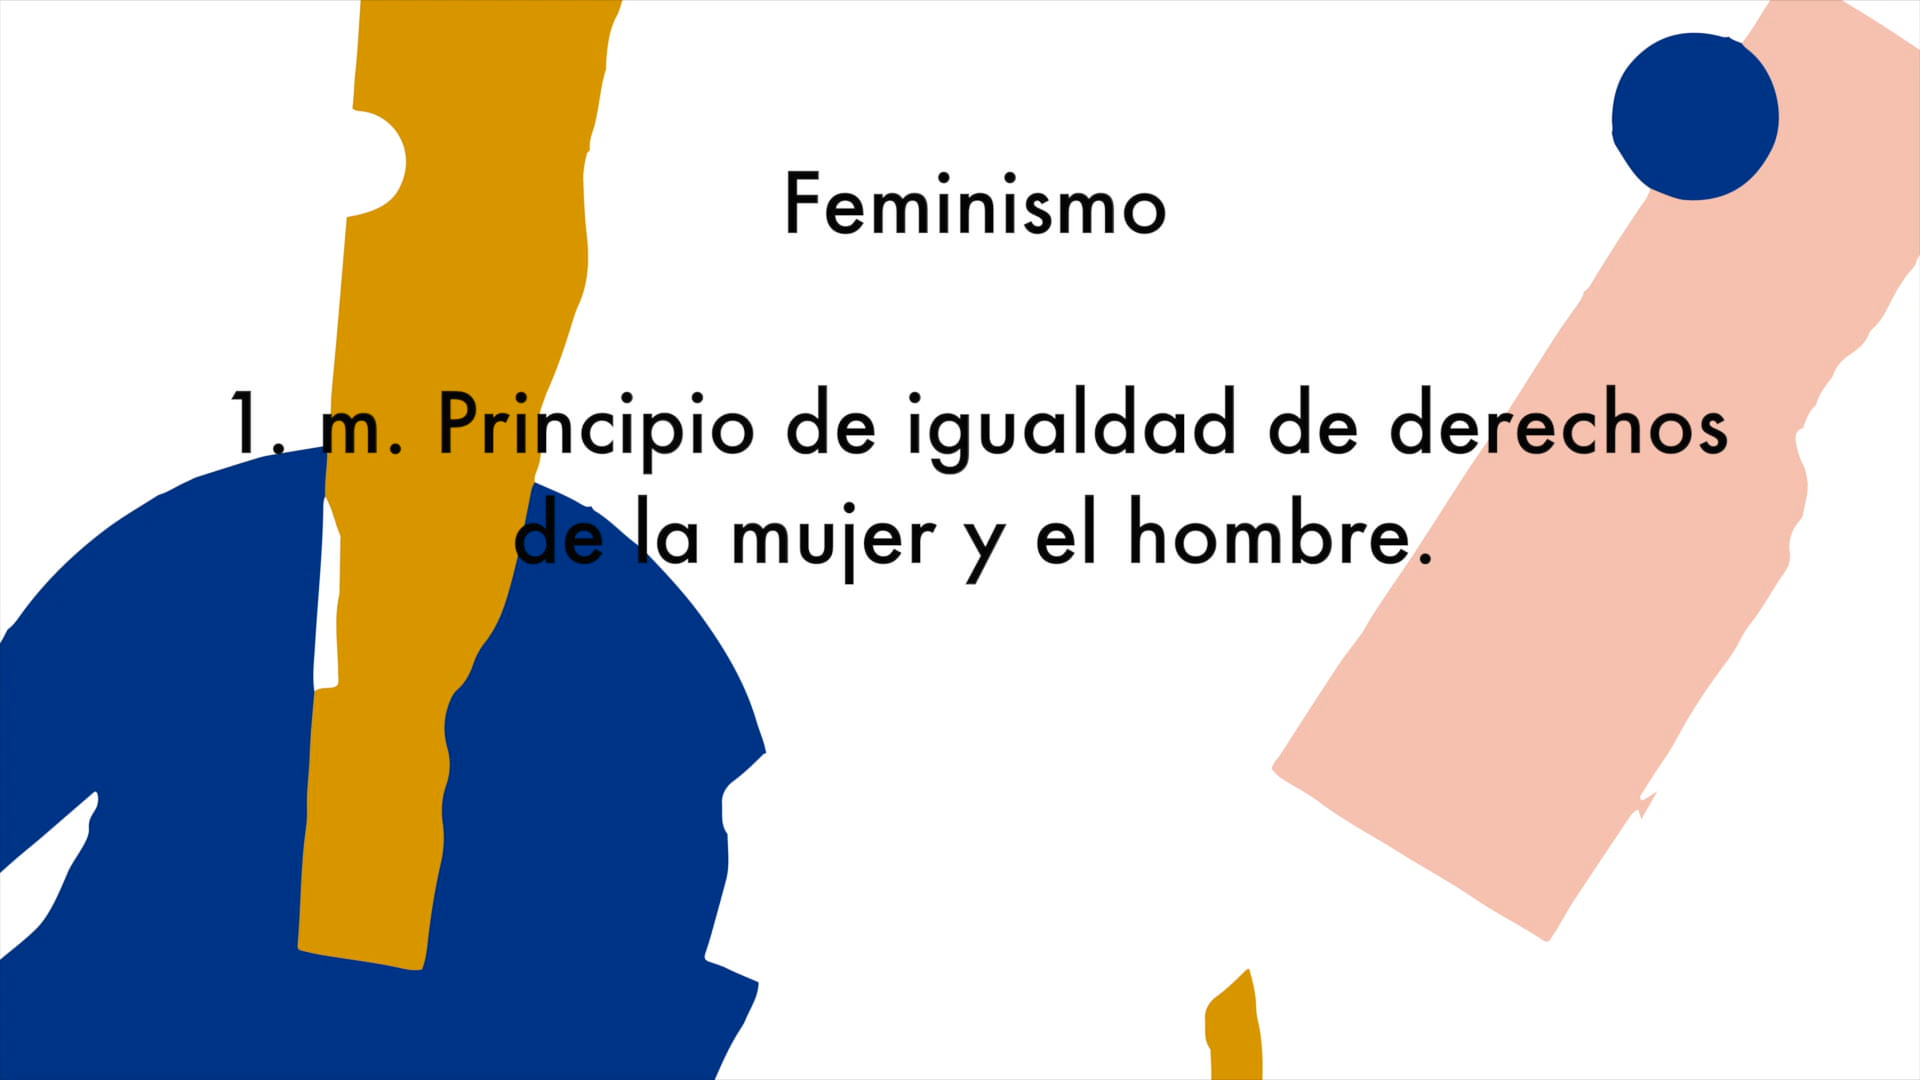 Feminismo
1. m. Principio de igualdad de derechos
de la mujer y el hombre.